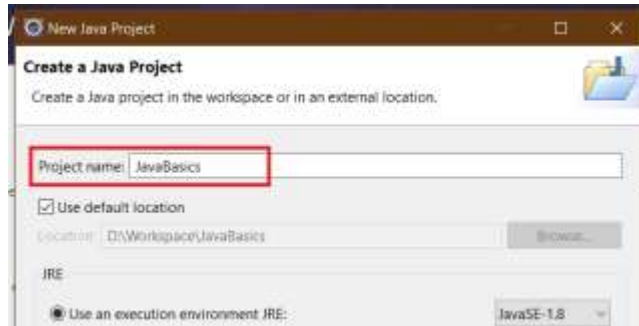 New Java Project
Create a Java Project
Create a Java project in the workspace or in an external location.
Project name: JavaBasics
Use default location
Location: D:\Workspace\JavaBasics Browse...
JRE
Use an execution environment JRE: JavaSE-1.8